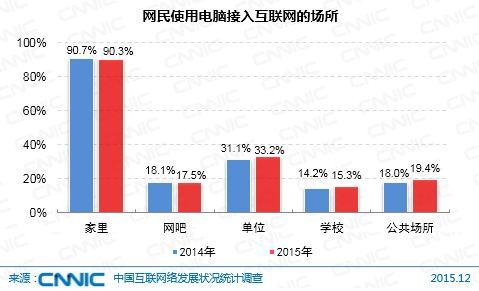 网民使用电脑接入互联网的场所
100%
80%
60%
40%
20%
0%
90.7% 90.3%
18.1% 17.5%
31.1% 33.2%
14.2% 15.3%
18.0% 19.4%
家里 网吧 单位 学校 公共场所
2014年 2015年
来源: CNNIC 中国互联网络发展状况统计调查 2015.12